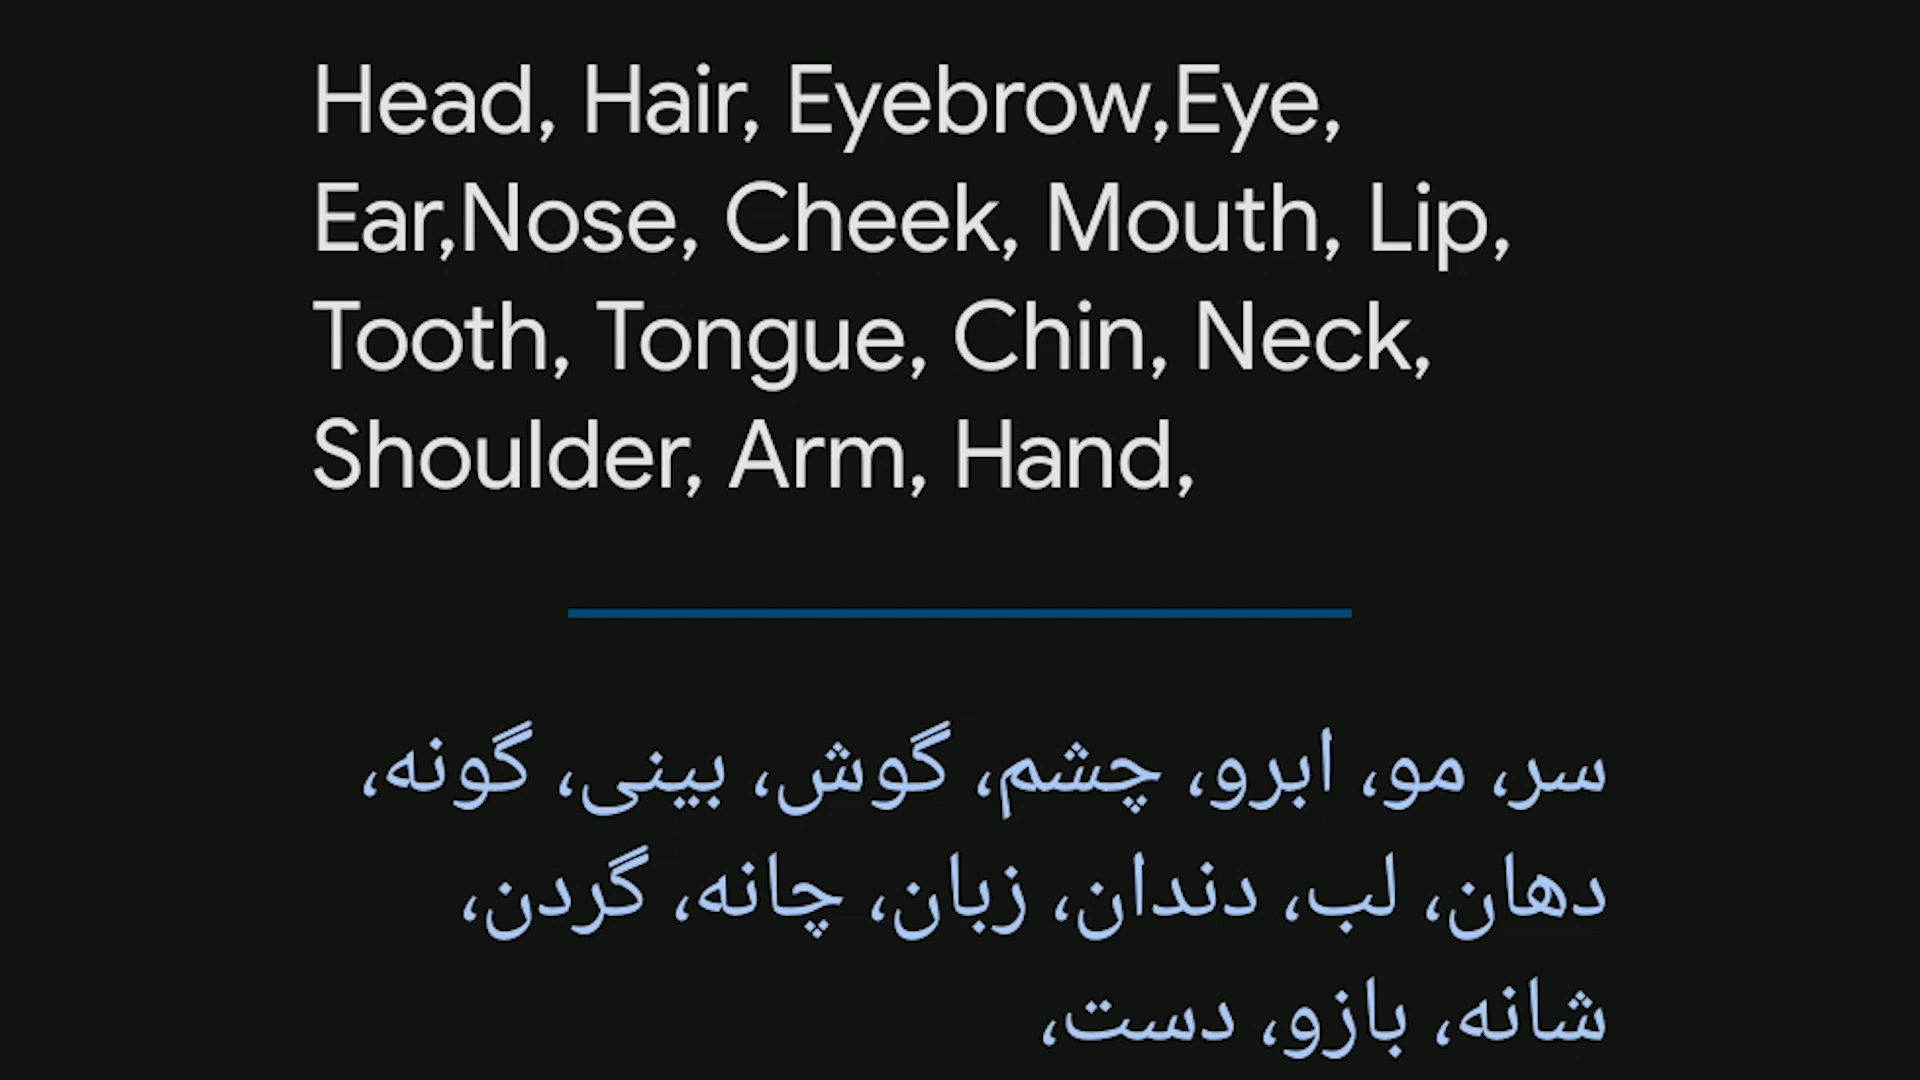 Head, Hair, Eyebrow,Eye,
Ear,Nose, Cheek, Mouth, Lip,
Tooth, Tongue, Chin, Neck,
Shoulder, Arm, Hand,
سر، مو، ابرو، چشم، گوش، بینی، گونه،
دهان، لب، دندان، زبان، چانه، گردن،
شانه، بازو، دست،